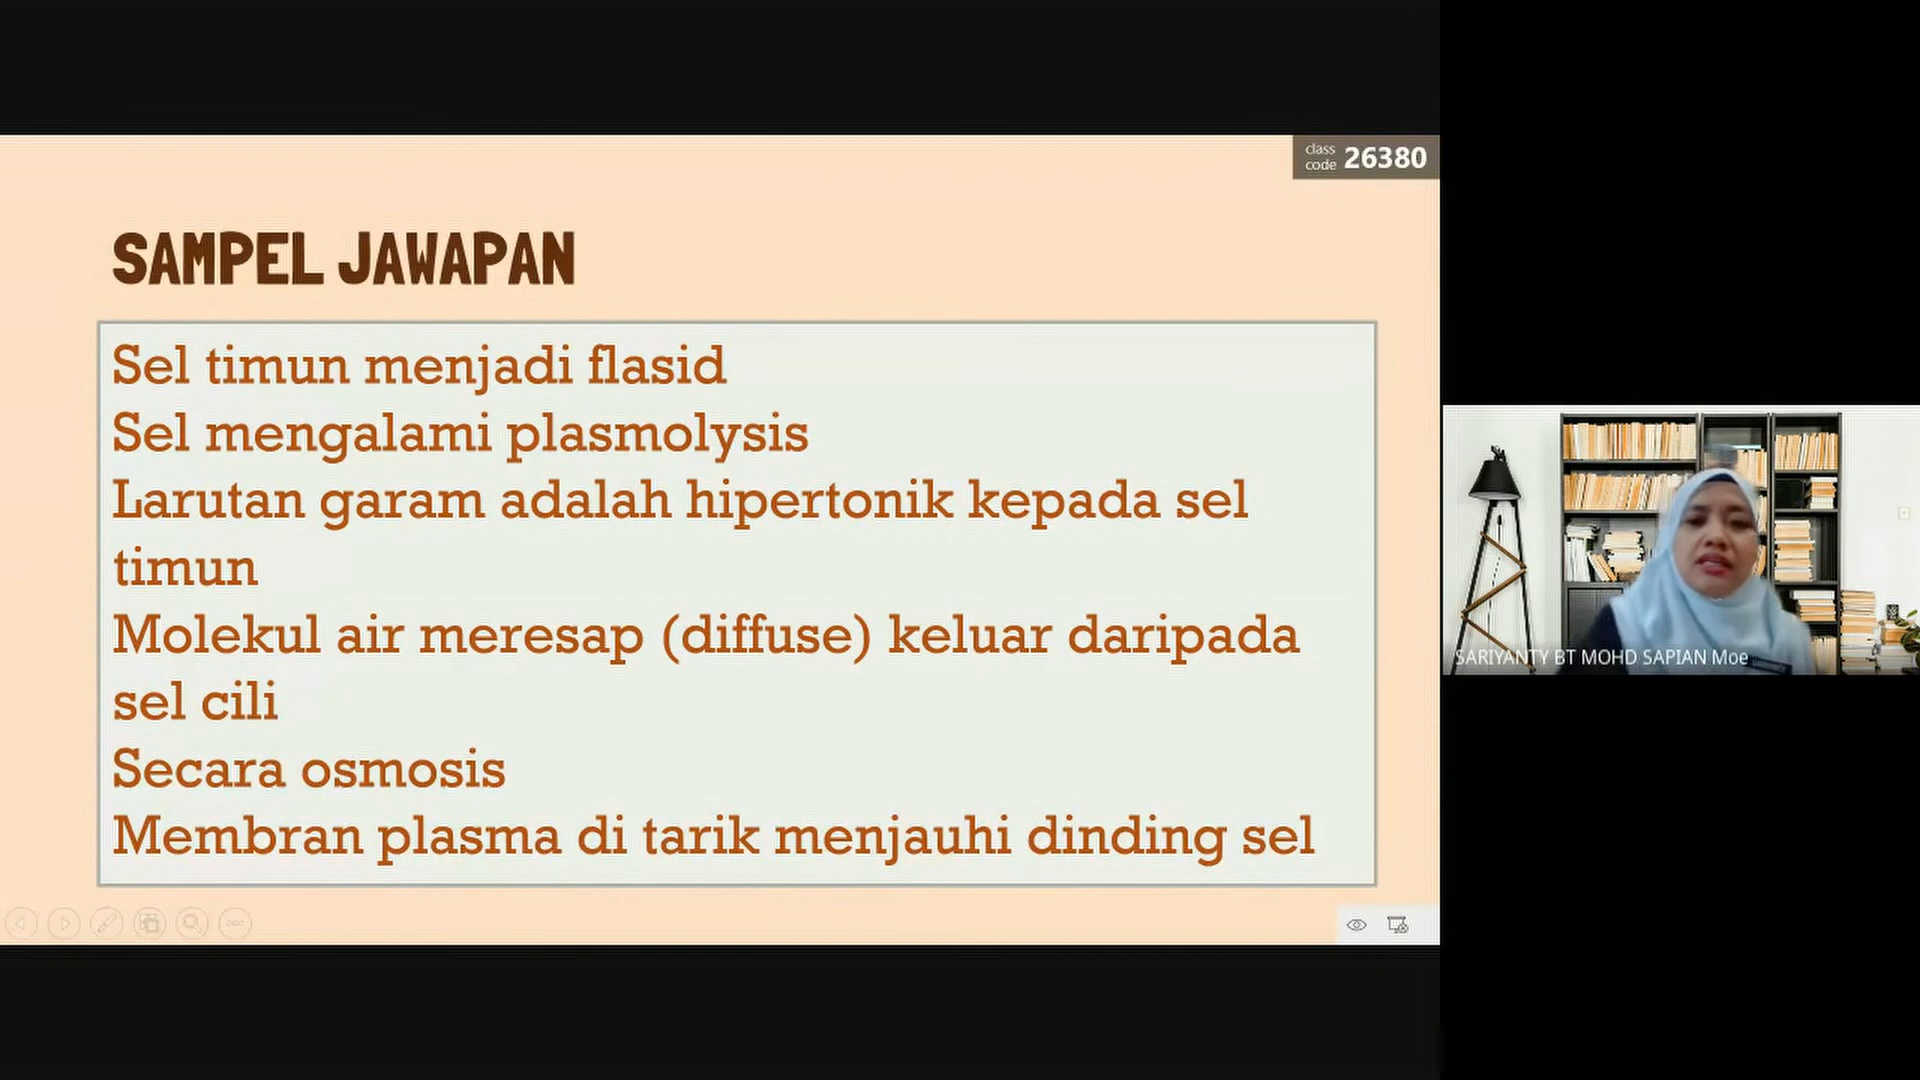 class
code 26380
SAMPEL JAWAPAN
Sel timun menjadi flasid
Sel mengalami plasmolysis
Larutan garam adalah hipertonik kepada sel
timun
Molekul air meresap (diffuse) keluar daripada
sel cili
Secara osmosis
Membran plasma di tarik menjauhi dinding sel
SARIYANTY BT MOHD SAPIAN Moe